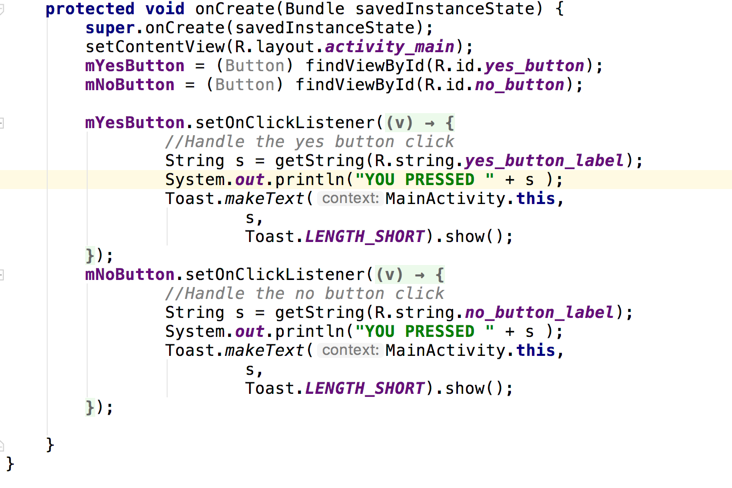 protected void onCreate(Bundle savedInstanceState) {
super.onCreate(savedInstanceState);
setContentView(R.layout.activity_main);
mYesButton = (Button) findViewById(R.id.yes_button);
mNoButton = (Button) findViewById(R.id.no_button);
mYesButton.setOnClickListener((v) → {
//Handle the yes button click
String s = getString(R.string.yes_button_label);
System.out.println("YOU PRESSED " + s );
Toast.makeText( context: MainActivity.this,
s,
Toast.LENGTH_SHORT).show();
});
mNoButton.setOnClickListener((v) → {
//Handle the no button click
String s = getString(R.string.no_button_label);
System.out.println("YOU PRESSED " + s );
Toast.makeText( context: MainActivity.this,
s,
Toast.LENGTH_SHORT).show();
});
}
}